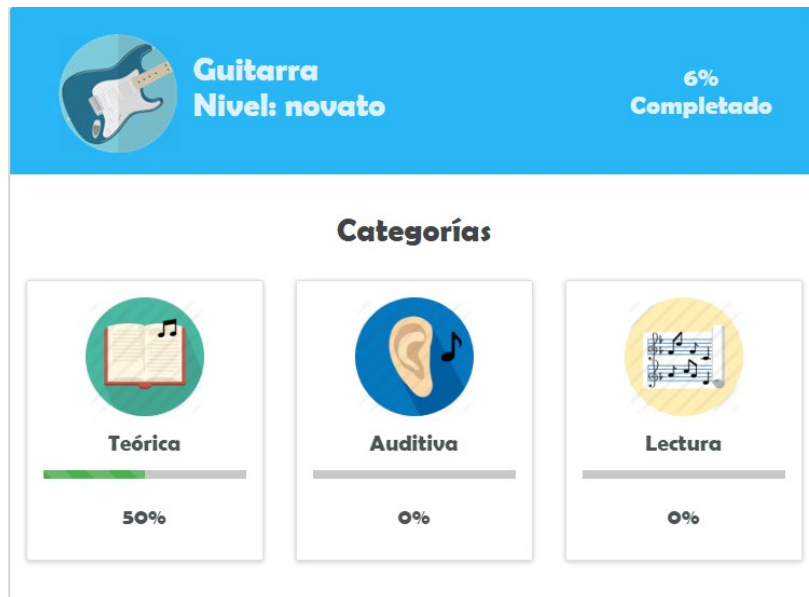 Guitarra
Nivel: novato
6%
Completado
Categorías
Teórica
Auditiva
Lectura
50%
0%
0%